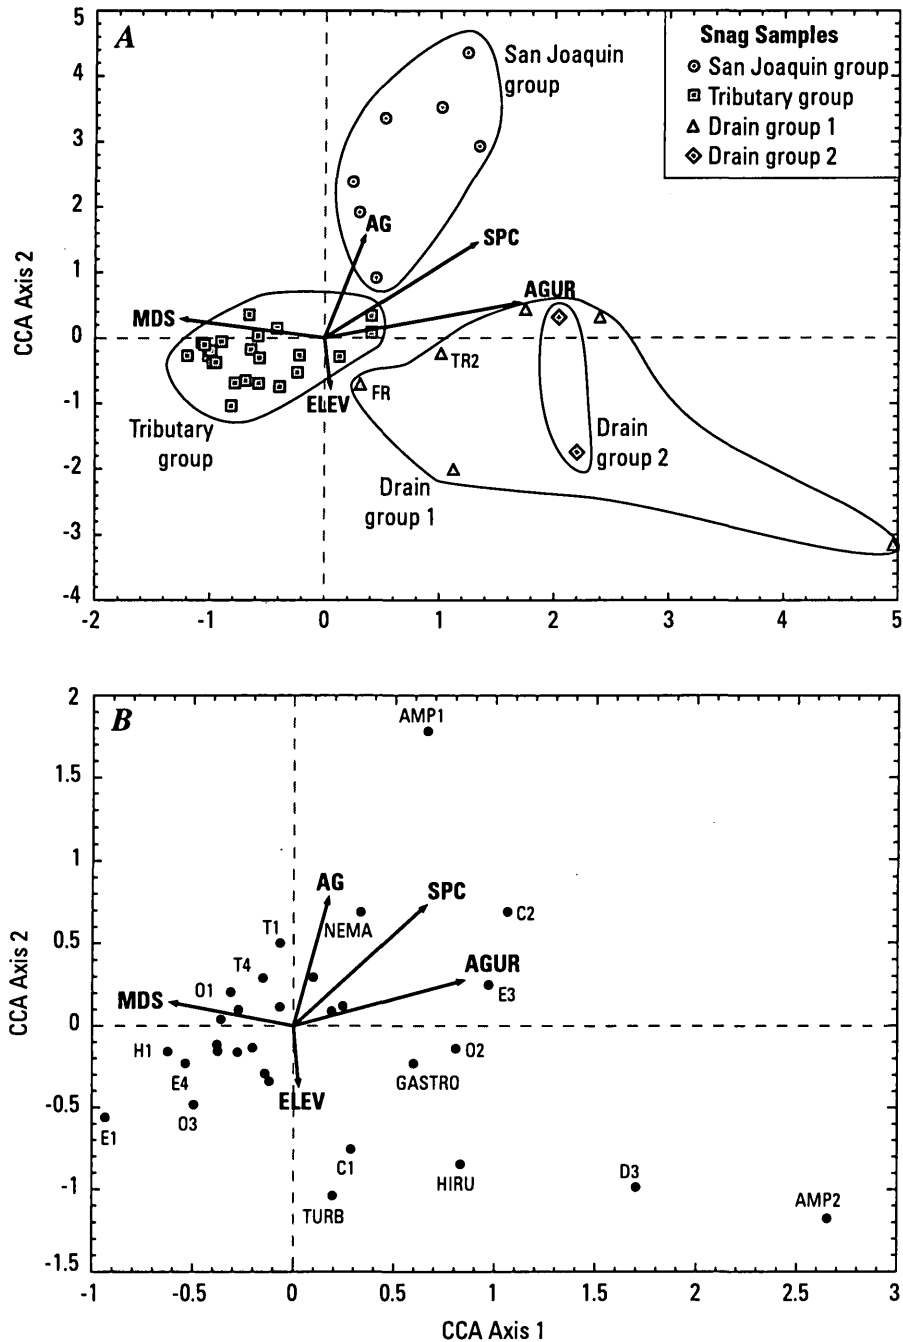 A
5
4
3
2
1
0
-1
-2
-3
-4
CCA Axis 2
San Joaquin
group
Snag Samples
San Joaquin group
Tributary group
Drain group 1
Drain group 2
AG
SPC
AGUR
MDS
TR2
FR
ELEV
Tributary
group
Drain
group 2
Drain
group 1
-2
-1
0
1
2
3
4
5
B
2
1.5
1
0.5
0
-0.5
-1
-1.5
CCA Axis 2
AMP1
AG
SPC
NEMA
C2
T1
T4
AGUR
O1
MDS
E3
H1
O2
E4
GASTRO
ELEV
O3
E1
C1
HIRU
D3
TURB
AMP2
-1
-0.5
0
0.5
1
1.5
2
2.5
3
CCA Axis 1